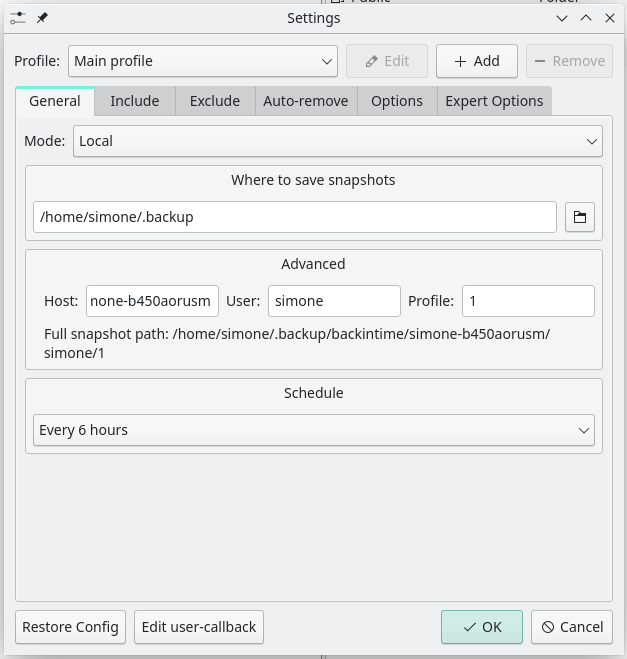 Settings
Profile: Main profile Edit Add Remove
General Include Exclude Auto-remove Options Expert Options
Mode: Local
Where to save snapshots
/home/simone/.backup
Advanced
Host: none-b450aorusm User: simone Profile: 1
Full snapshot path: /home/simone/.backup/backintime/simone-b450aorusm/
simone/1
Schedule
Every 6 hours
Restore Config Edit user-callback OK Cancel